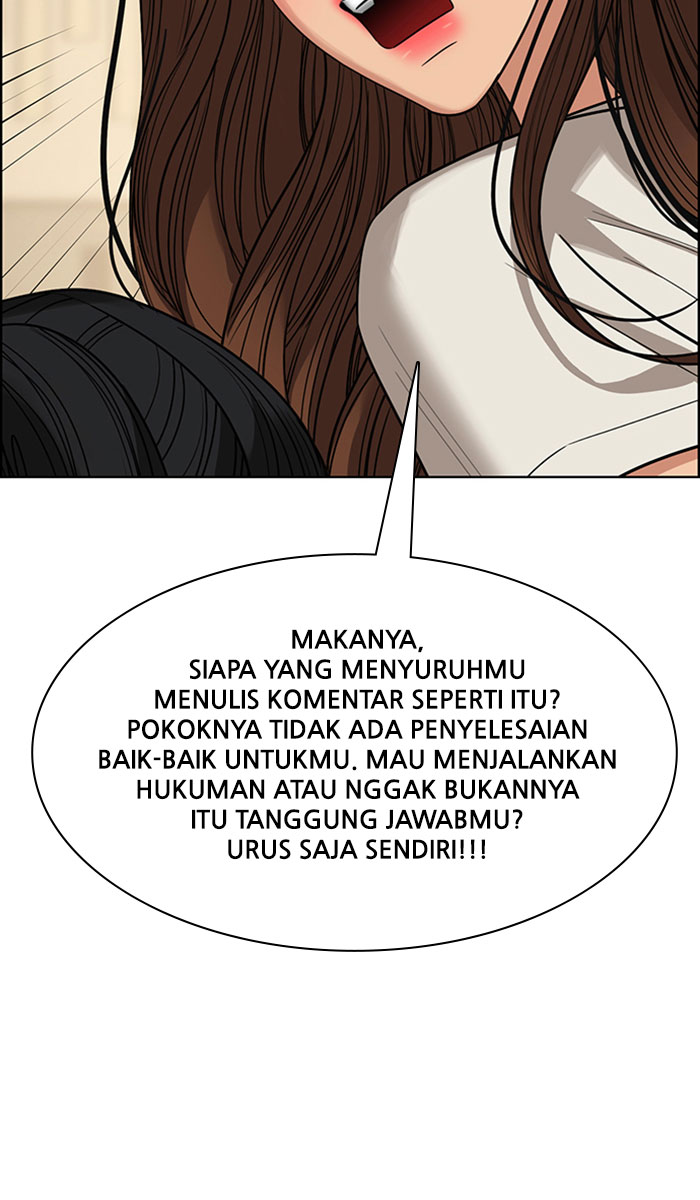 MAKANYA,
SIAPA YANG MENYURUHMU
MENULIS KOMENTAR SEPERTI ITU?
POKOKNYA TIDAK ADA PENYELESAIAN
BAIK-BAIK UNTUKMU. MAU MENJALANKAN
HUKUMAN ATAU NGGAK BUKANNYA
ITU TANGGUNG JAWABMU?
URUS SAJA SENDIRI!!!